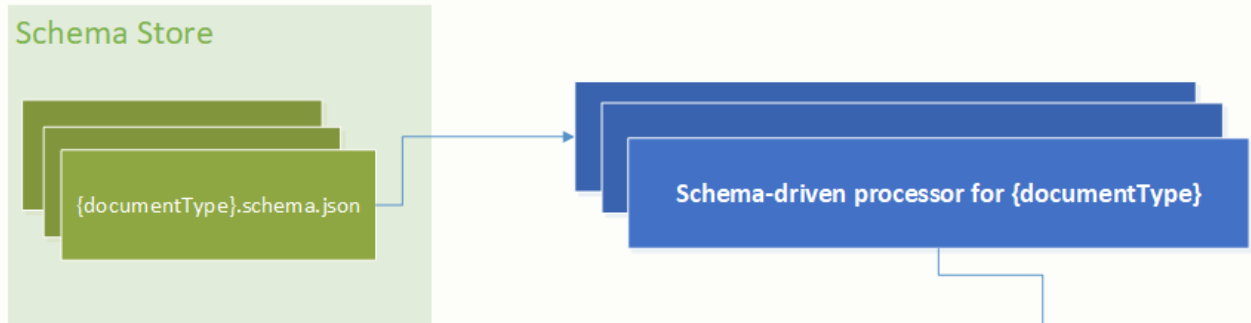 Schema Store
{documentType}.schema.json
Schema-driven processor for {documentType}